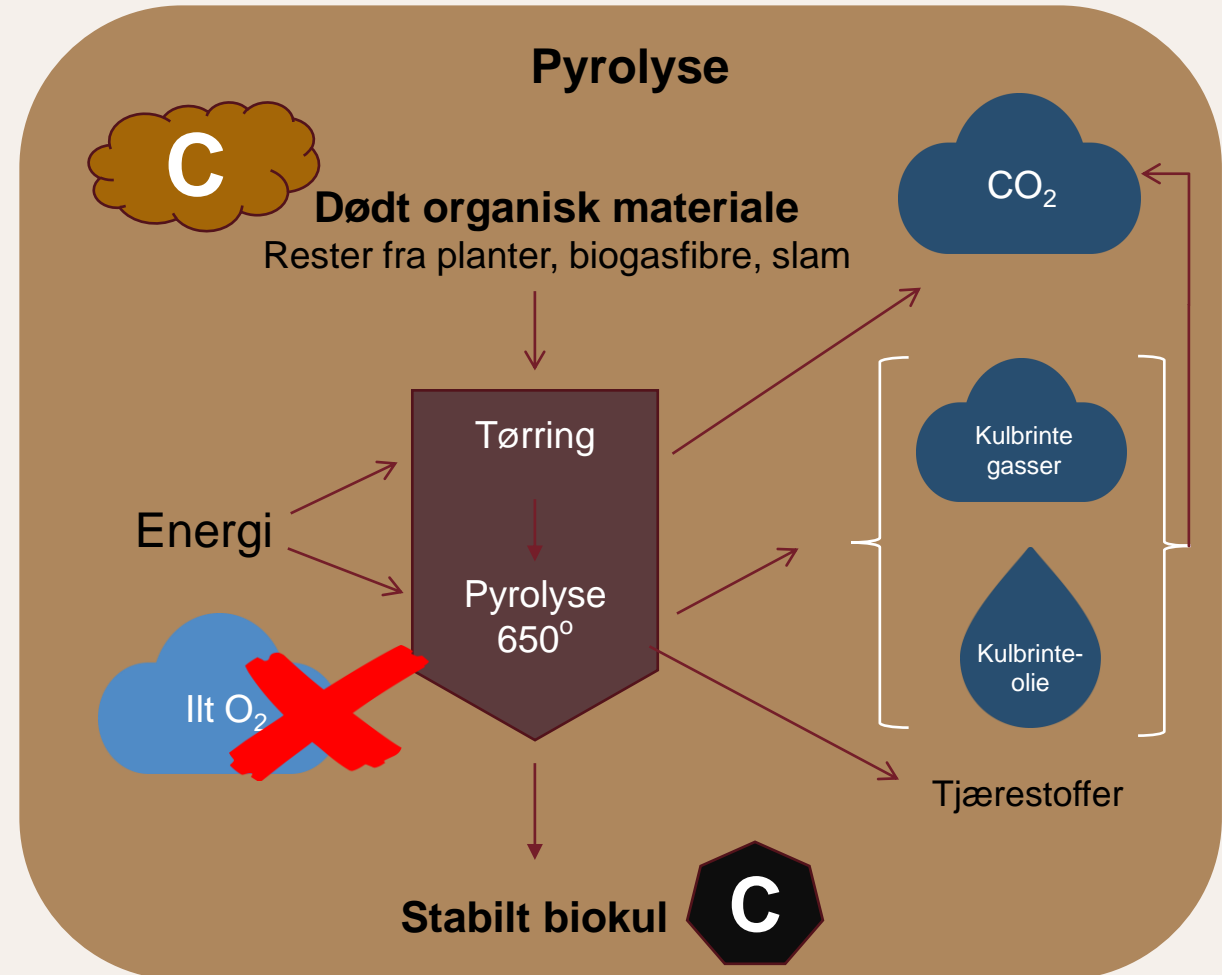 Pyrolyse
C
Dødt organisk materiale
Rester fra planter, biogasfibre, slam
CO₂
Tørring
Kulbrinte
gasser
Energi
Pyrolyse
650°
Kulbrinte-
olie
Ilt O₂
Tjærestoffer
Stabilt biokul
C